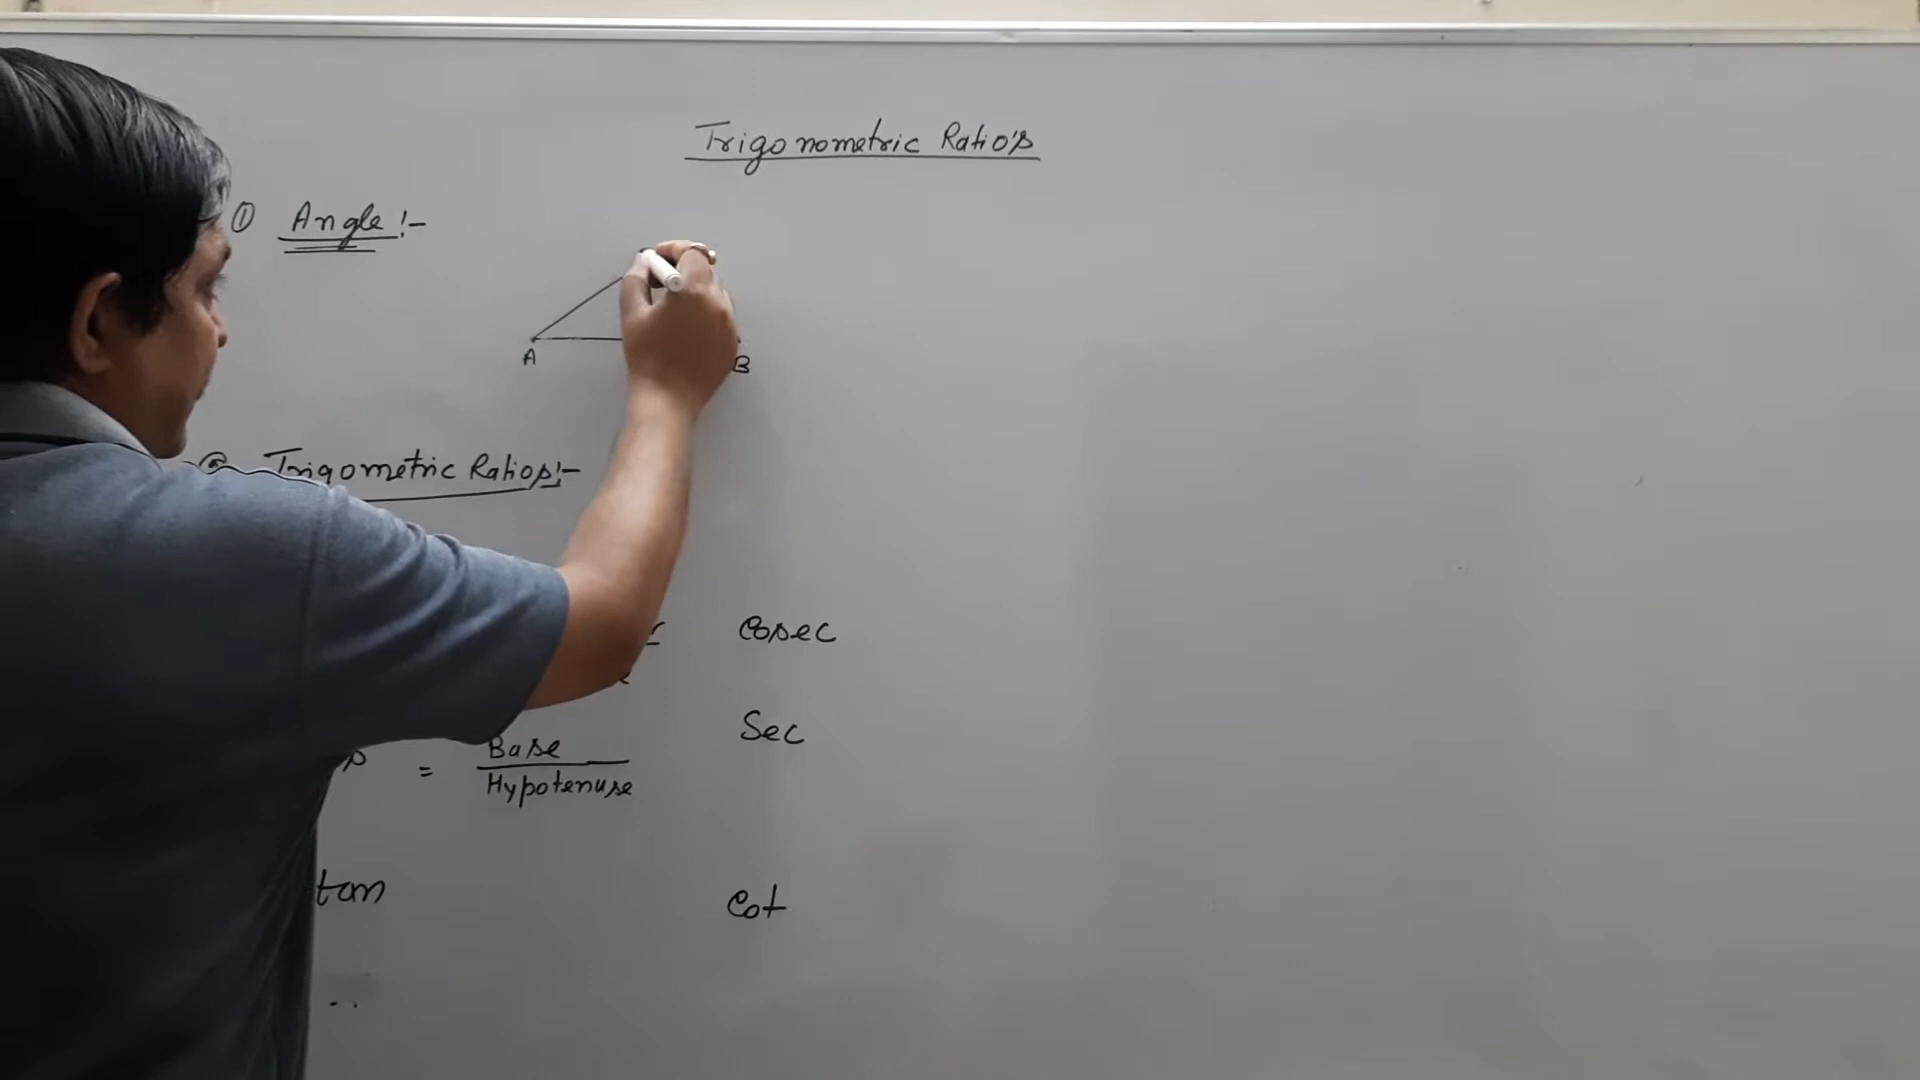 Trigonometric Ratio's
① Angle:-
A
B
Trigometric Ratios:-
Cosec
= Base
Hypotenuse
Sec
tan
Cot